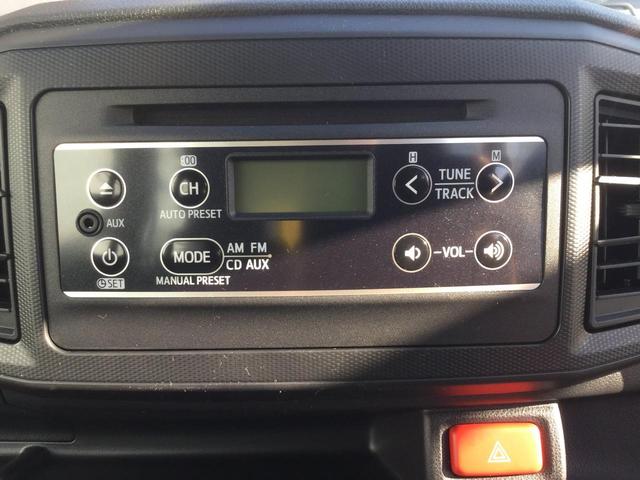 :00
CH
AUTO PRESET
AUX
SET
MODE
AM FM
CD AUX
MANUAL PRESET
H
M
TUNE
TRACK
-VOL-